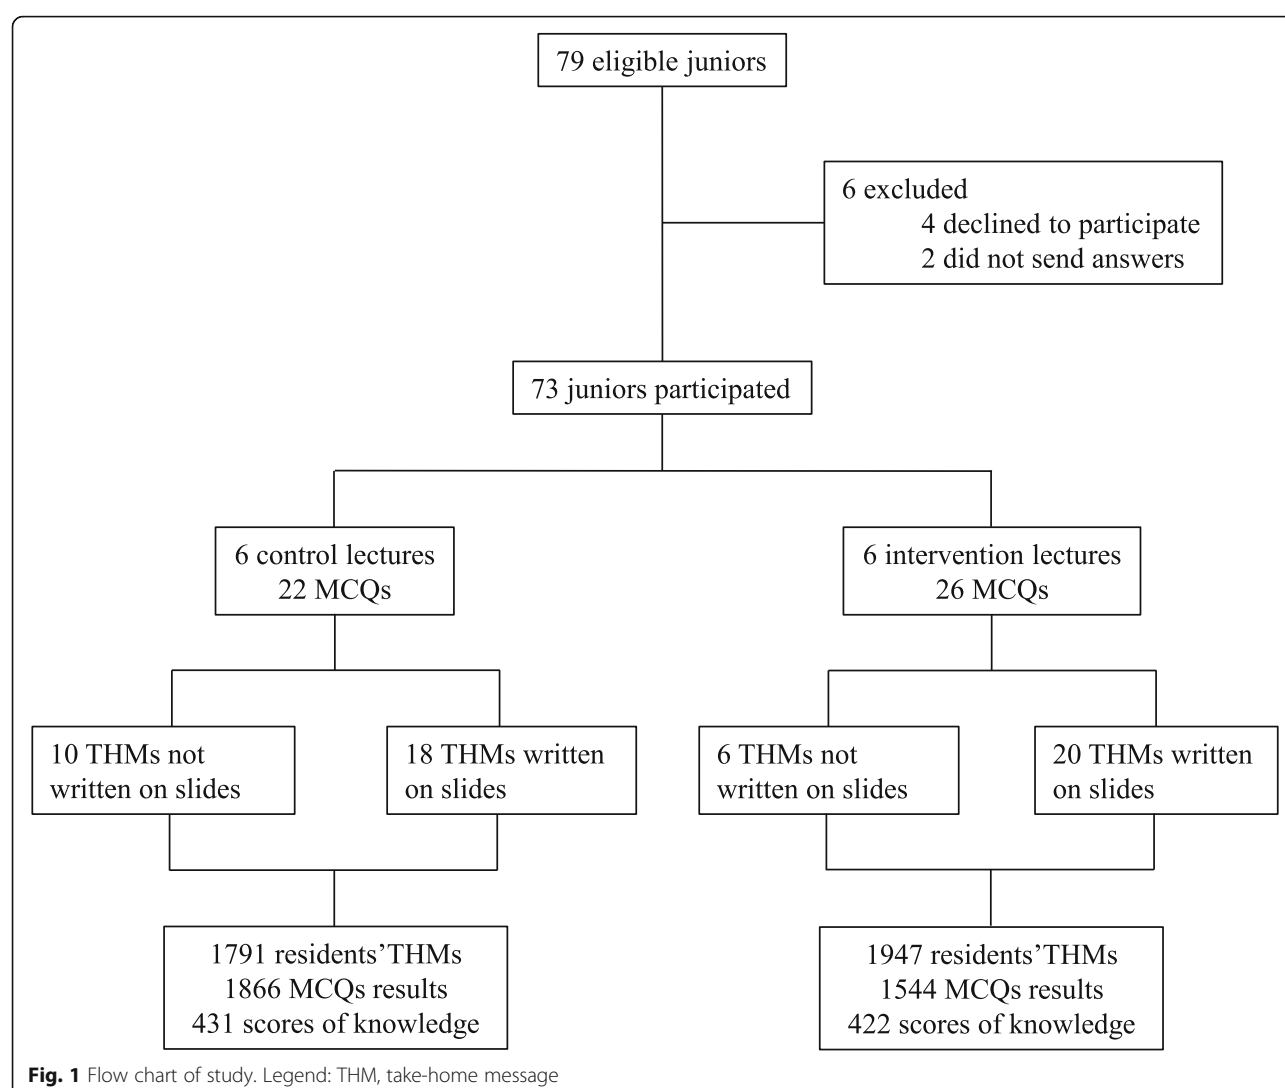 79 eligible juniors
6 excluded
4 declined to participate
2 did not send answers
73 juniors participated
6 control lectures
22 MCQs
6 intervention lectures
26 MCQs
10 THMs not
written on slides
18 THMs written
on slides
6 THMs not
written on slides
20 THMs written
on slides
1791 residents’THMs
1866 MCQs results
431 scores of knowledge
1947 residents’THMs
1544 MCQs results
422 scores of knowledge
Fig. 1 Flow chart of study. Legend: THM, take-home message